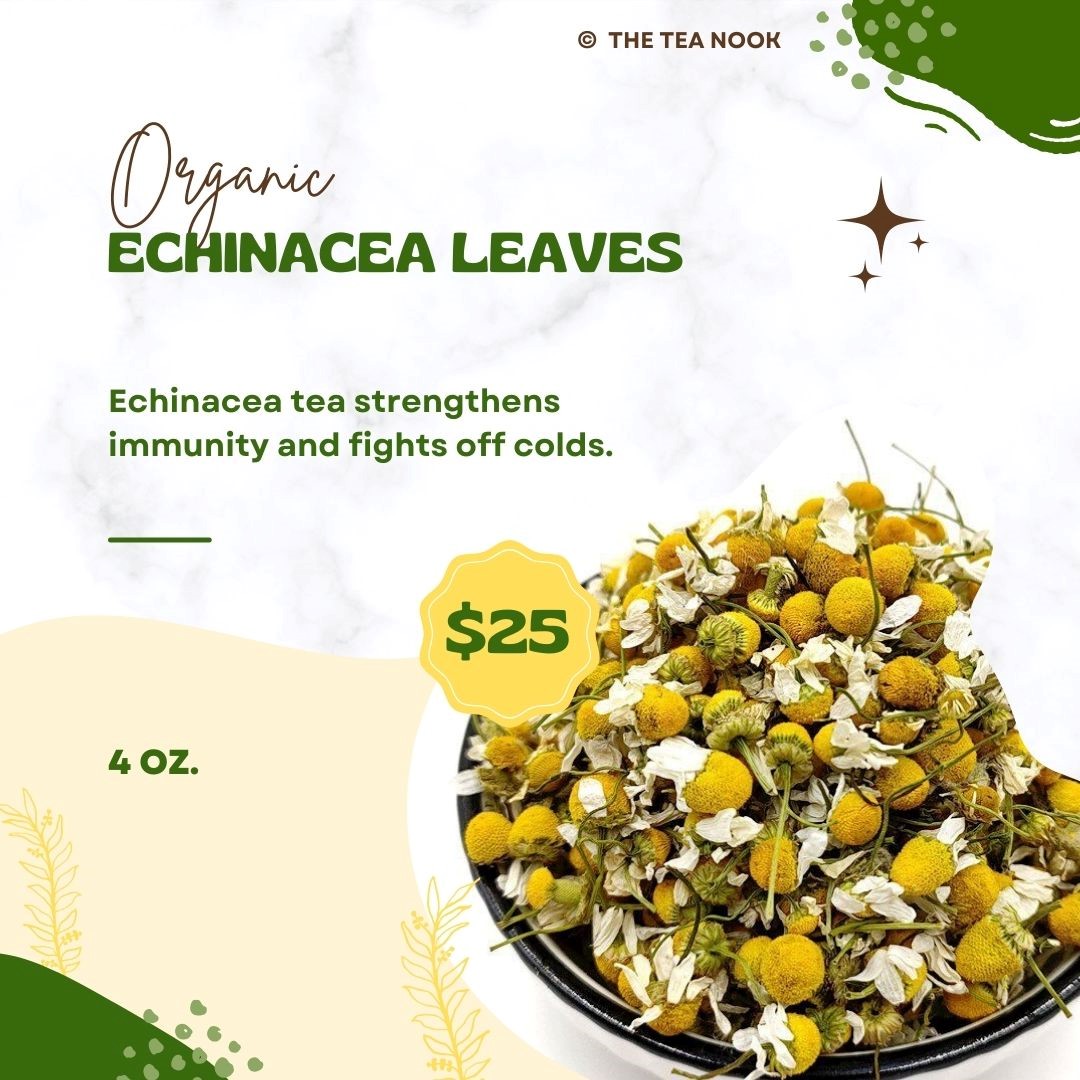 © THE TEA NOOK
Organic
ECHINACEA LEAVES
Echinacea tea strengthens
immunity and fights off colds.
$25
4 OZ.